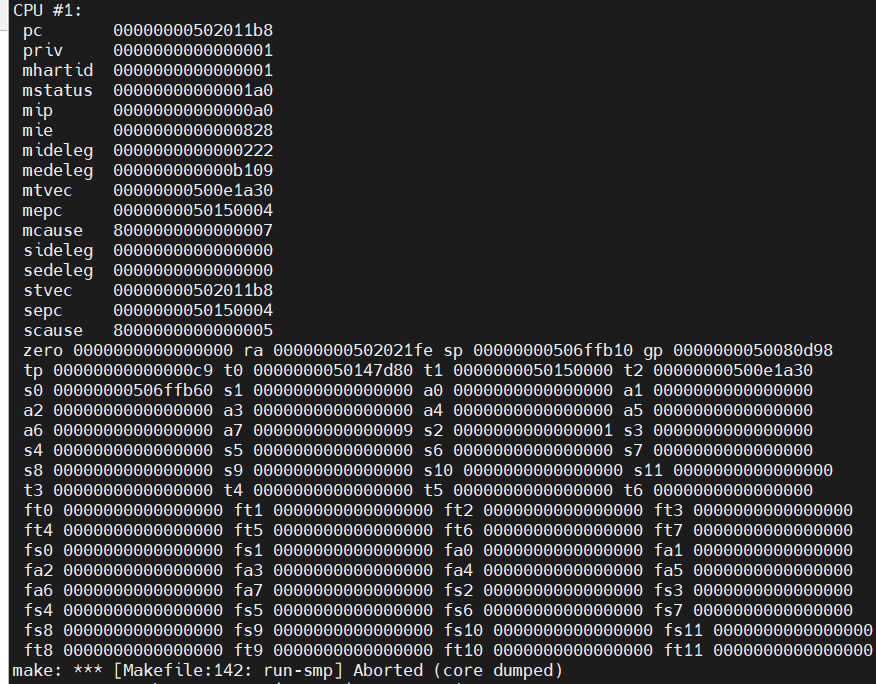 CPU #1:
pc       00000000502011b8
priv     0000000000000001
mhartid  0000000000000001
mstatus  00000000000001a0
mip      00000000000000a0
mie      0000000000000828
mideleg  0000000000000222
medeleg  000000000000b109
mtvec    00000000500e1a30
mepc     0000000050150004
mcause   8000000000000007
sideleg  0000000000000000
sedeleg  0000000000000000
stvec    00000000502011b8
sepc     0000000050150004
scause   8000000000000005
zero 0000000000000000 ra 00000000502021fe sp 00000000506ffb10 gp 0000000050080d98
tp 00000000000000c9 t0 0000000050147d80 t1 0000000050150000 t2 00000000500e1a30
s0 00000000506ffb60 s1 0000000000000000 a0 0000000000000000 a1 0000000000000000
a2 0000000000000000 a3 0000000000000000 a4 0000000000000000 a5 0000000000000000
a6 0000000000000000 a7 0000000000000009 s2 0000000000000001 s3 0000000000000000
s4 0000000000000000 s5 0000000000000000 s6 0000000000000000 s7 0000000000000000
s8 0000000000000000 s9 0000000000000000 s10 0000000000000000 s11 0000000000000000
t3 0000000000000000 t4 0000000000000000 t5 0000000000000000 t6 0000000000000000
ft0 0000000000000000 ft1 0000000000000000 ft2 0000000000000000 ft3 0000000000000000
ft4 0000000000000000 ft5 0000000000000000 ft6 0000000000000000 ft7 0000000000000000
fs0 0000000000000000 fs1 0000000000000000 fa0 0000000000000000 fa1 0000000000000000
fa2 0000000000000000 fa3 0000000000000000 fa4 0000000000000000 fa5 0000000000000000
fa6 0000000000000000 fa7 0000000000000000 fs2 0000000000000000 fs3 0000000000000000
fs4 0000000000000000 fs5 0000000000000000 fs6 0000000000000000 fs7 0000000000000000
fs8 0000000000000000 fs9 0000000000000000 fs10 0000000000000000 fs11 0000000000000000
ft8 0000000000000000 ft9 0000000000000000 ft10 0000000000000000 ft11 0000000000000000
make: *** [Makefile:142: run-smp] Aborted (core dumped)